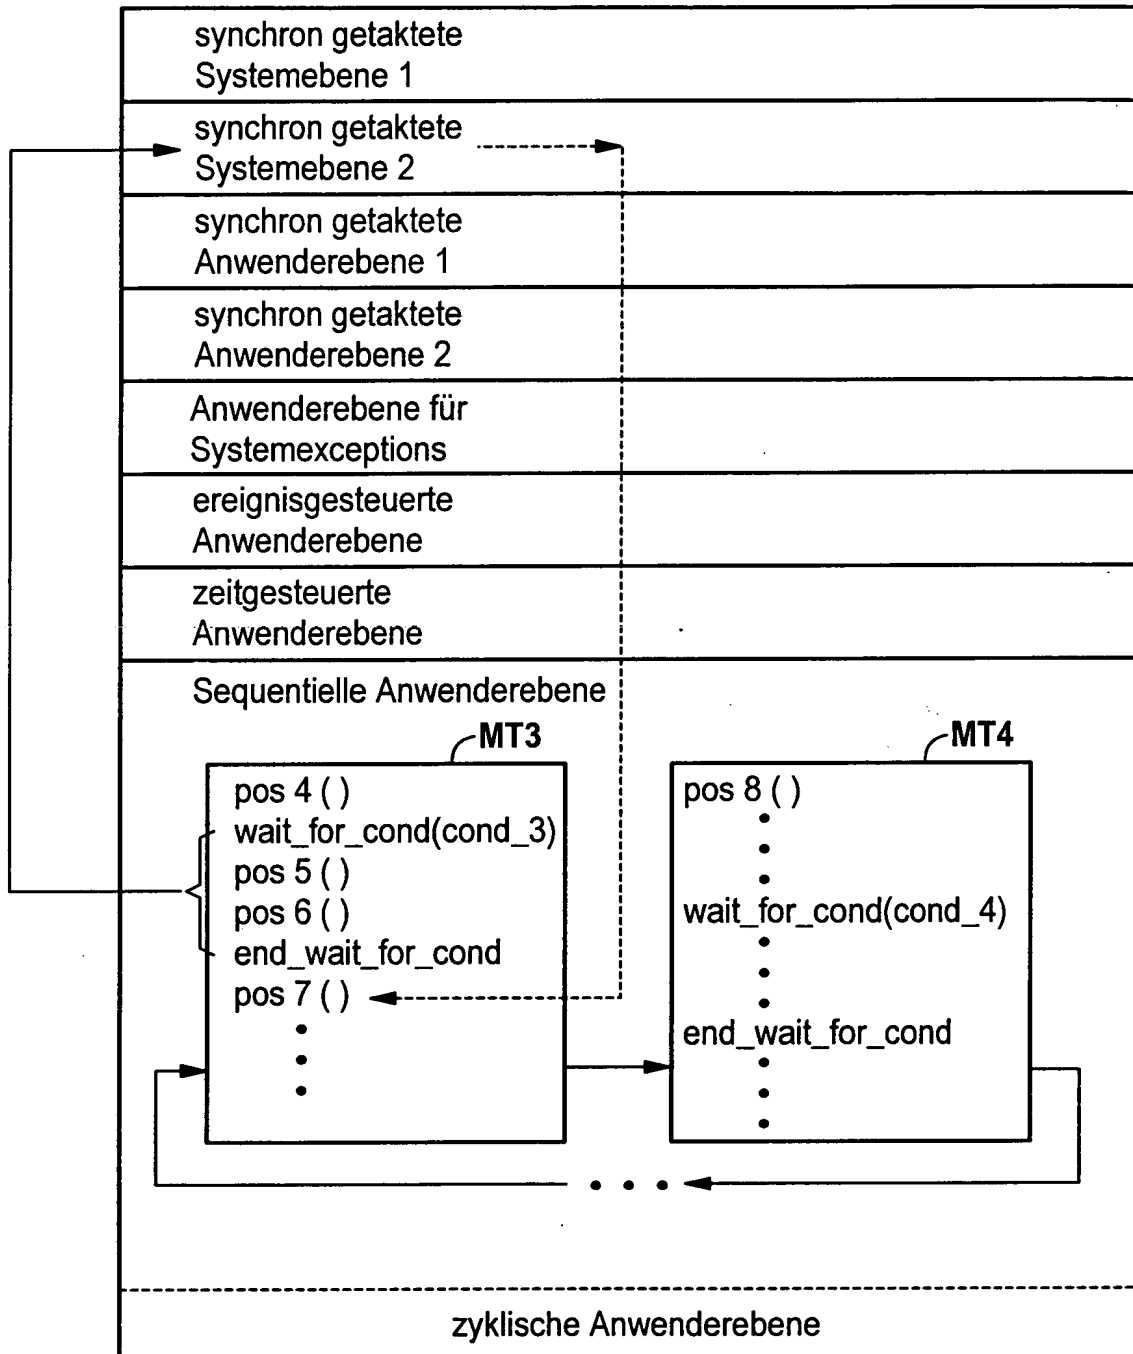 synchron getaktete
Systemebene 1
synchron getaktete
Systemebene 2
synchron getaktete
Anwenderebene 1
synchron getaktete
Anwenderebene 2
Anwenderebene für
Systemexceptions
ereignisgesteuerte
Anwenderebene
zeitgesteuerte
Anwenderebene
Sequentielle Anwenderebene
MT3
pos 4 ( )
wait_for_cond(cond_3)
pos 5 ( )
pos 6 ( )
end_wait_for_cond
pos 7 ( )
MT4
pos 8 ( )
wait_for_cond(cond_4)
end_wait_for_cond
zyklische Anwenderebene